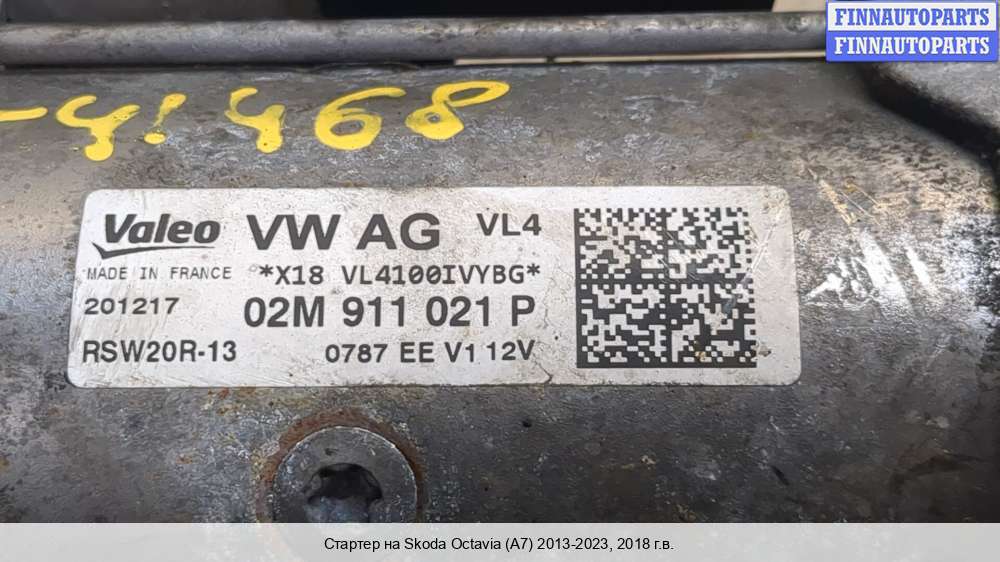 FINNAUTOPARTS
FINNAUTOPARTS
-4! 468
Valeo VW AG VL4
MADE IN FRANCE *X18 VL4100IVYBG*
201217 02M 911 021 P
RSW20R-13 0787 EE V1 12V
Стартер на Skoda Octavia (A7) 2013-2023, 2018 г.в.